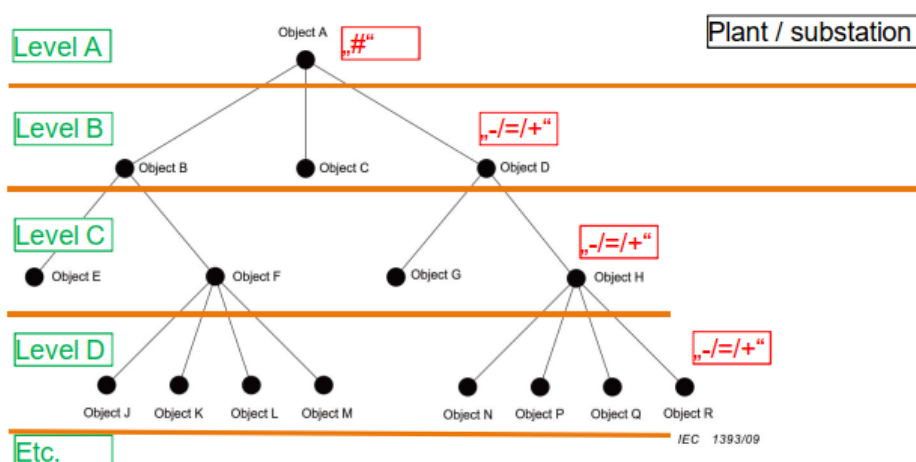 Object A
„#“
Plant / substation
Level A
Level B
„-/=/+“
Object B
Object C
Object D
Level C
„-/=/+“
Object E
Object F
Object G
Object H
Level D
„-/=/+“
Object J
Object K
Object L
Object M
Object N
Object P
Object Q
Object R
IEC 1393/09
Etc.